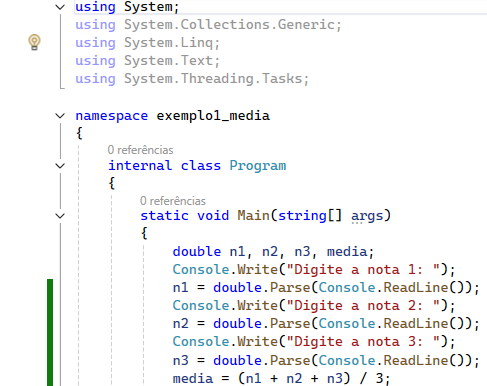 using System;
using System.Collections.Generic;
using System.Linq;
using System.Text;
using System.Threading.Tasks;
namespace exemplo1_media
{
0 referências
internal class Program
{
0 referências
static void Main(string[] args)
{
double n1, n2, n3, media;
Console.Write("Digite a nota 1: ");
n1 = double.Parse(Console.ReadLine());
Console.Write("Digite a nota 2: ");
n2 = double.Parse(Console.ReadLine());
Console.Write("Digite a nota 3: ");
n3 = double.Parse(Console.ReadLine());
media = (n1 + n2 + n3) / 3;